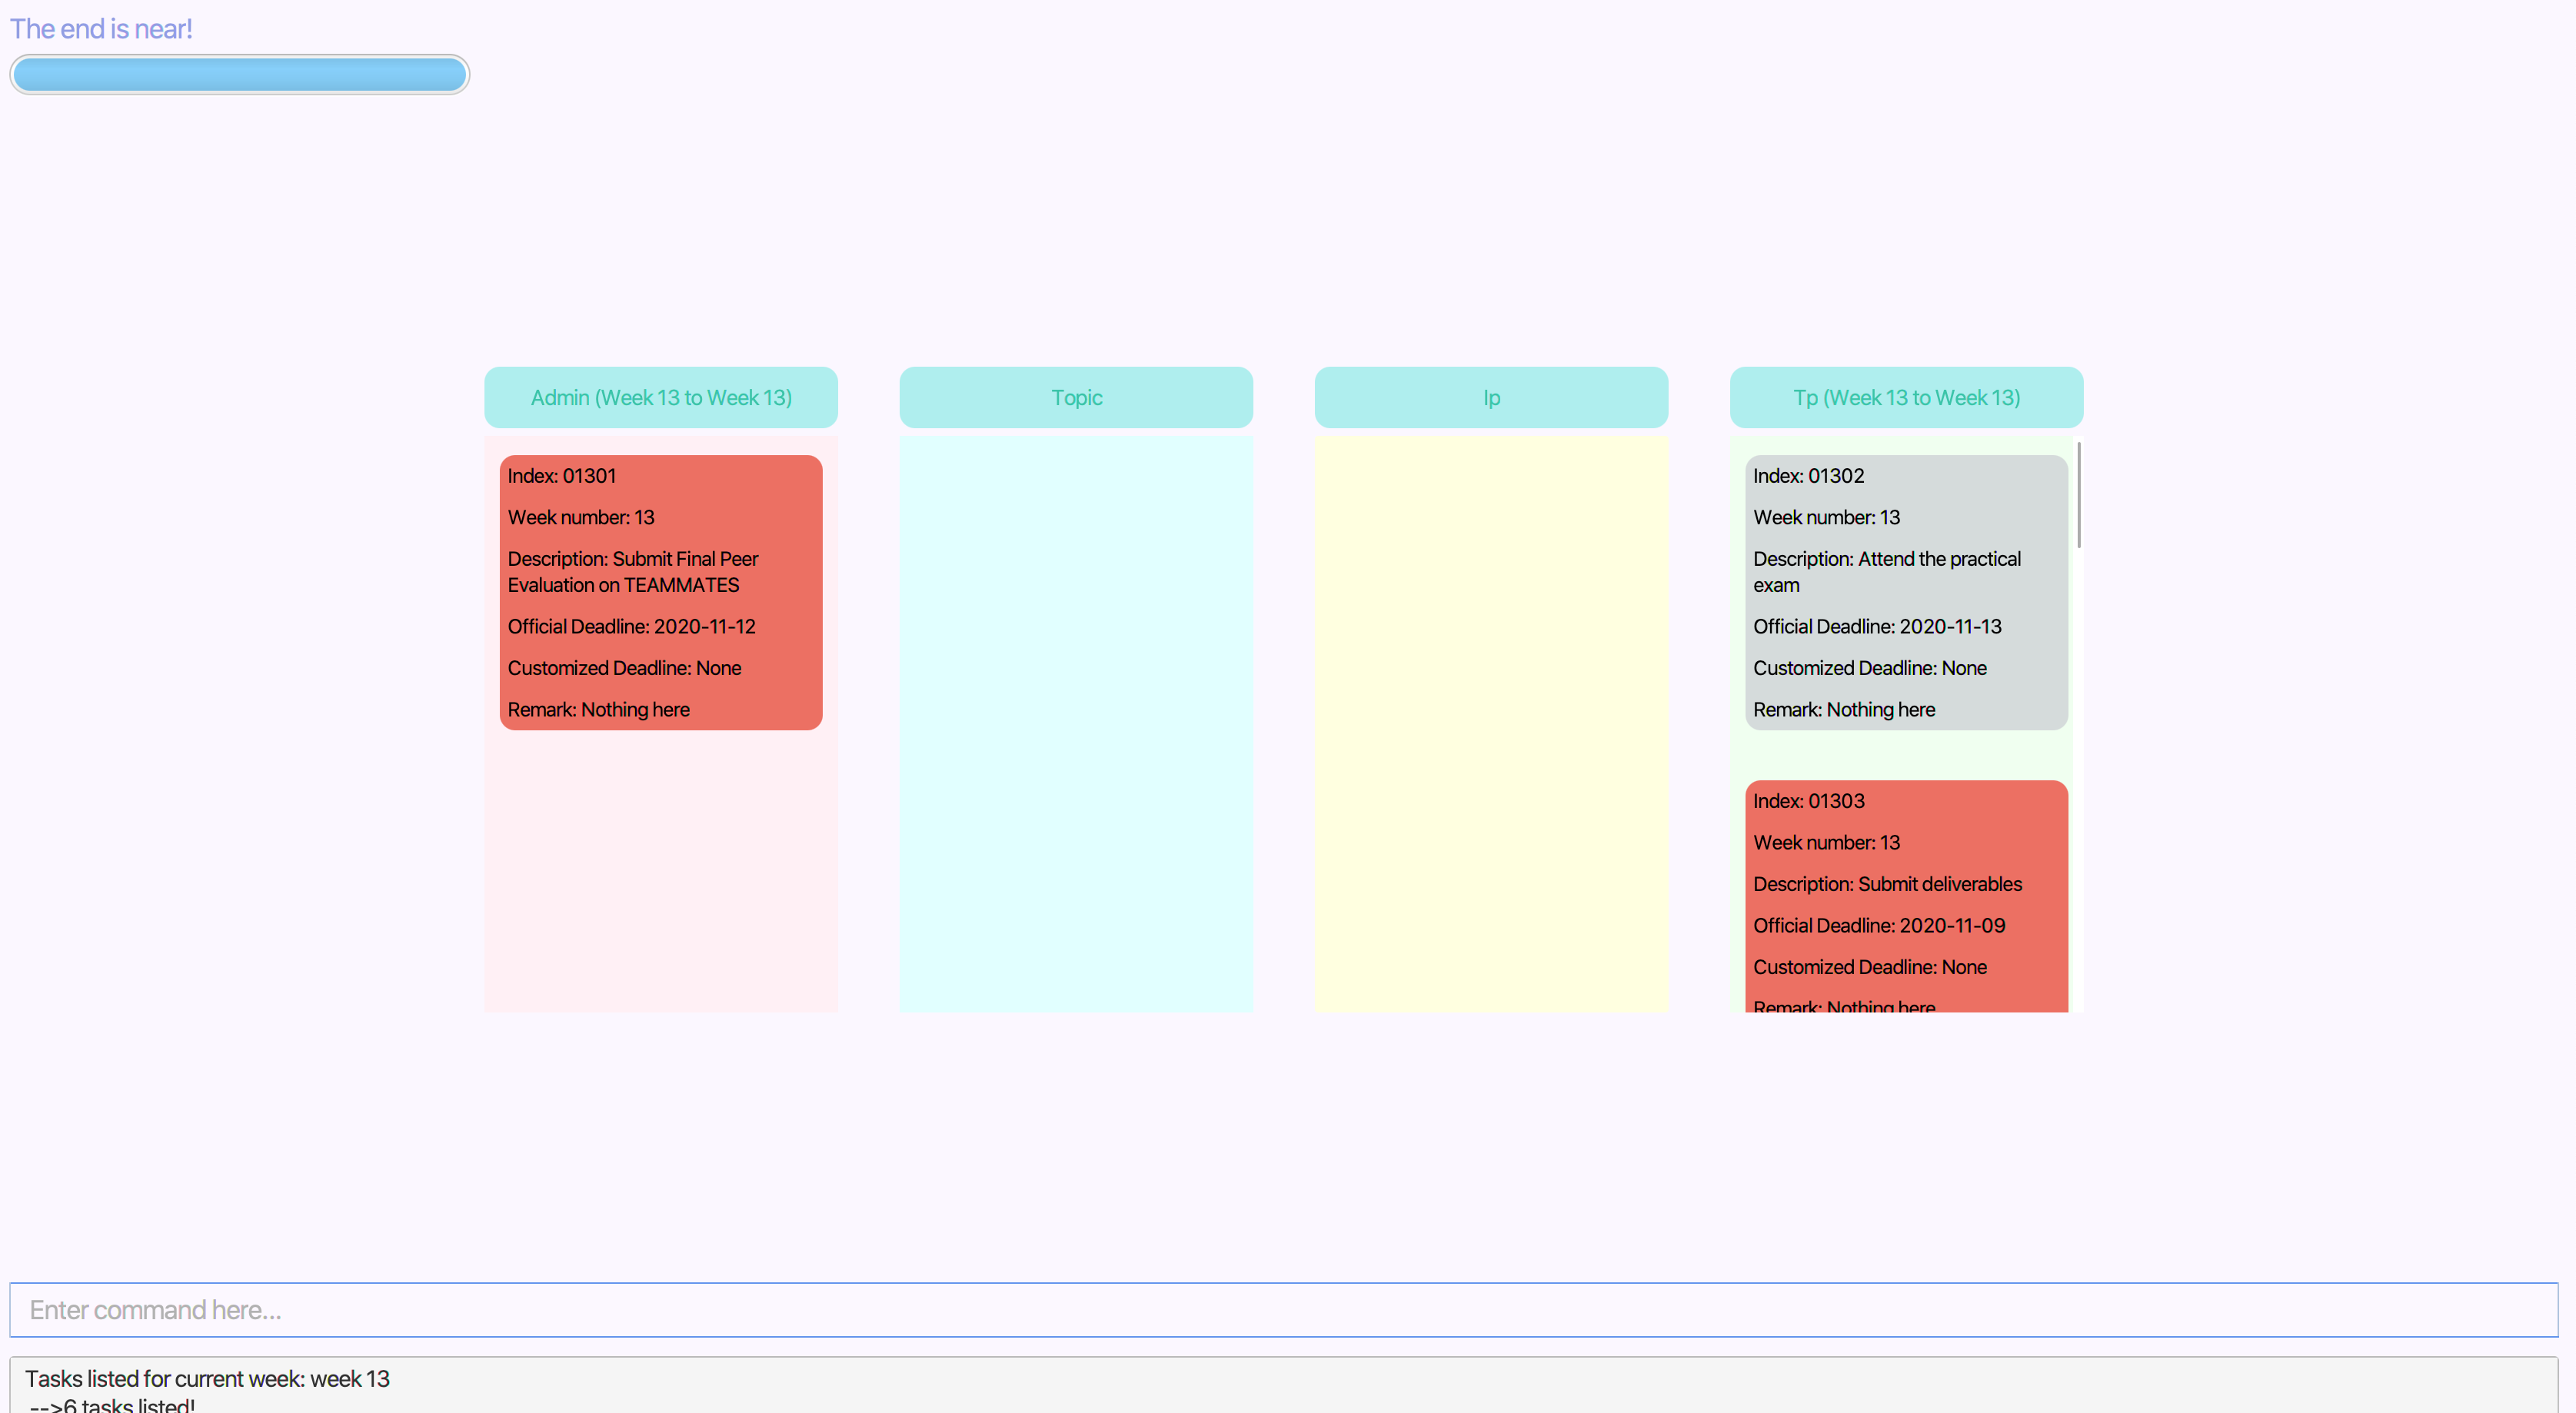 The end is near!
Admin (Week 13 to Week 13)
Index: 01301
Week number: 13
Description: Submit Final Peer
Evaluation on TEAMMATES
Official Deadline: 2020-11-12
Customized Deadline: None
Remark: Nothing here
Topic
Ip
Tp (Week 13 to Week 13)
Index: 01302
Week number: 13
Description: Attend the practical
exam
Official Deadline: 2020-11-13
Customized Deadline: None
Remark: Nothing here
Index: 01303
Week number: 13
Description: Submit deliverables
Official Deadline: 2020-11-09
Customized Deadline: None
Remark: Nothing here
Enter command here...
Tasks listed for current week: week 13
-->6 tasks listed!